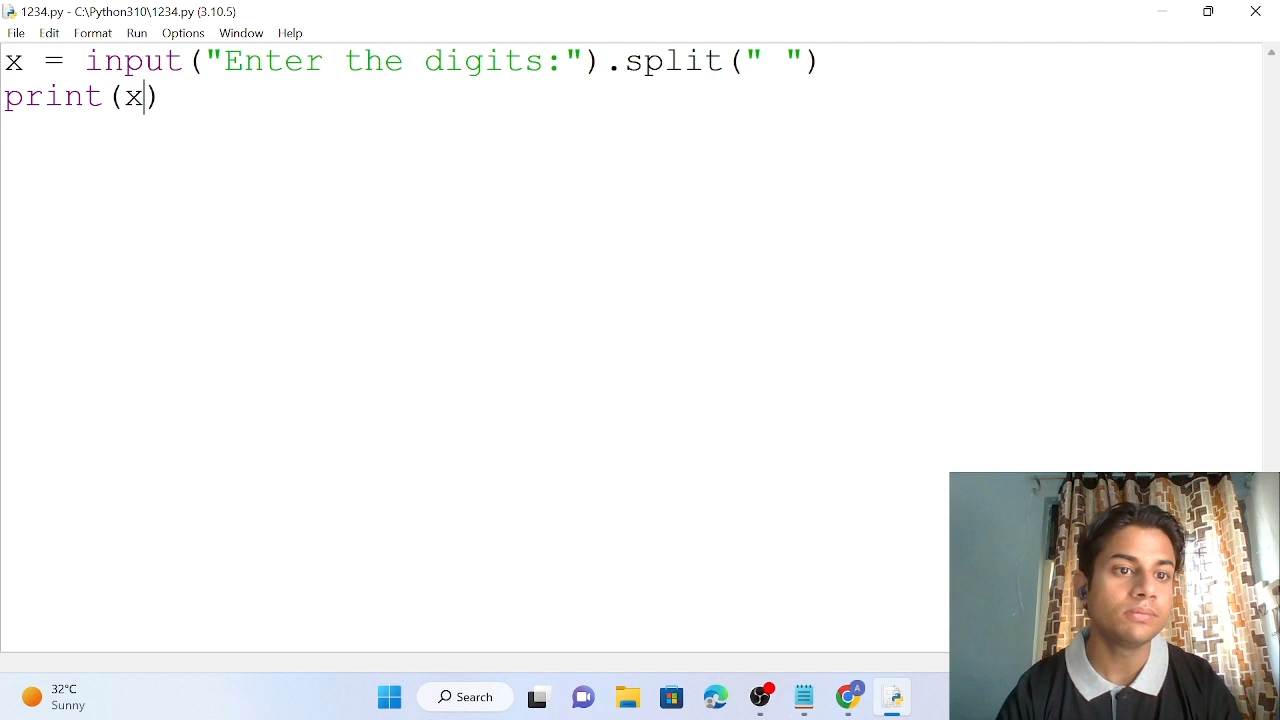 1234.py - C:\Python310\1234.py (3.10.5)
File Edit Format Run Options Window Help
x = input("Enter the digits:").split(" ")
print(x)
32°C
Sunny
Search
A